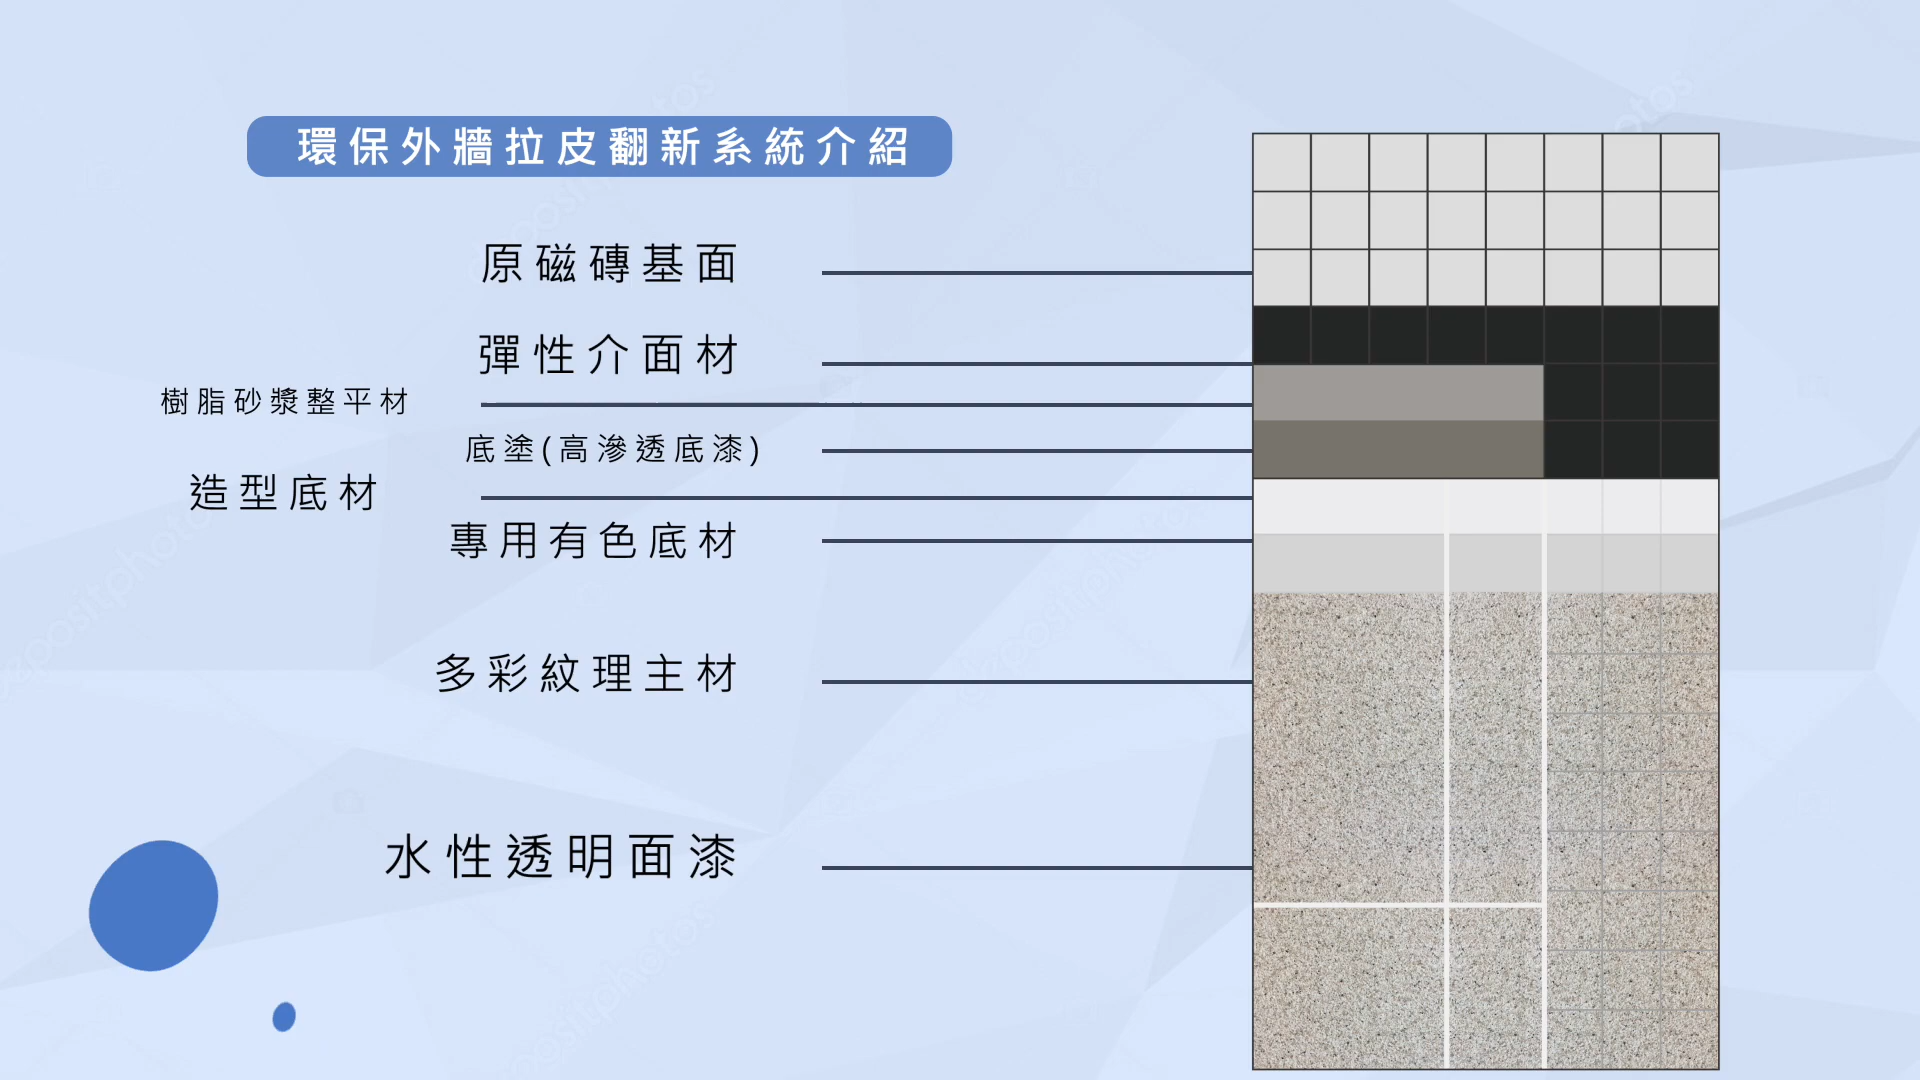 環保外牆拉皮翻新系統介紹
原磁磚基面
彈性介面材
樹脂砂漿整平材
底塗(高滲透底漆)
造型底材
專用有色底材
多彩紋理主材
水性透明面漆